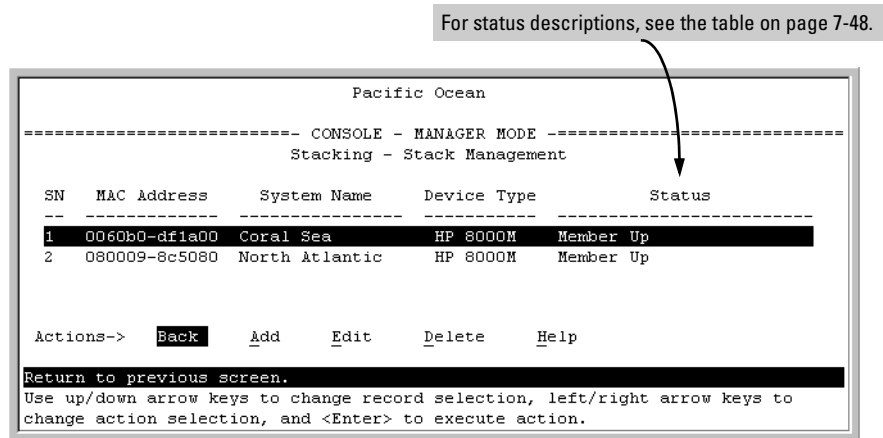 For status descriptions, see the table on page 7-48.
Pacific Ocean
==========================- CONSOLE - MANAGER MODE -============================
Stacking - Stack Management
SN MAC Address System Name Device Type Status
-- ------------- ---------------- ----------- -------------------------
1 0060b0-df1a00 Coral Sea HP 8000M Member Up
2 080009-8c5080 North Atlantic HP 8000M Member Up
Actions-> Back Add Edit Delete Help
Return to previous screen.
Use up/down arrow keys to change record selection, left/right arrow keys to
change action selection, and <Enter> to execute action.